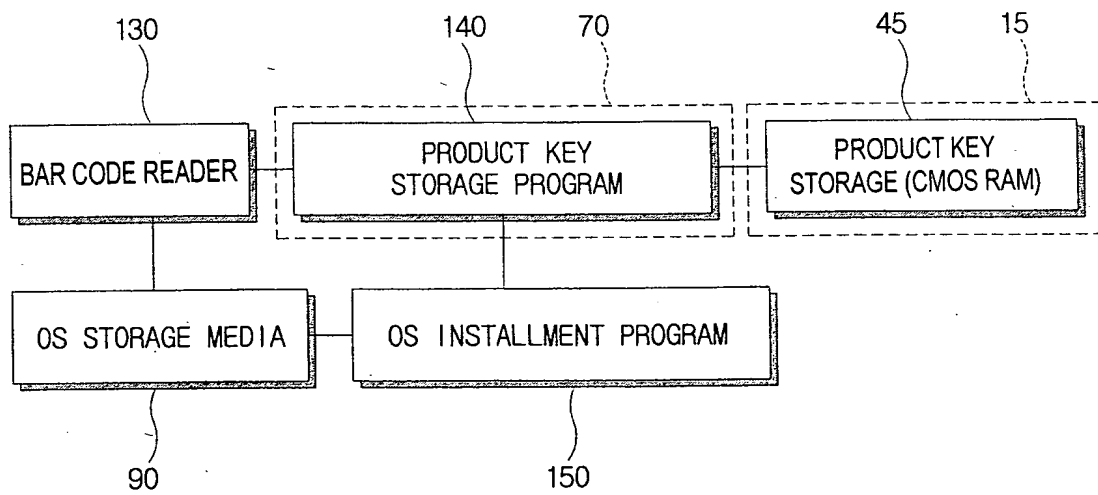 130
140
70
45
15
BAR CODE READER
PRODUCT KEY
STORAGE PROGRAM
PRODUCT KEY
STORAGE (CMOS RAM)
OS STORAGE MEDIA
OS INSTALLMENT PROGRAM
90
150